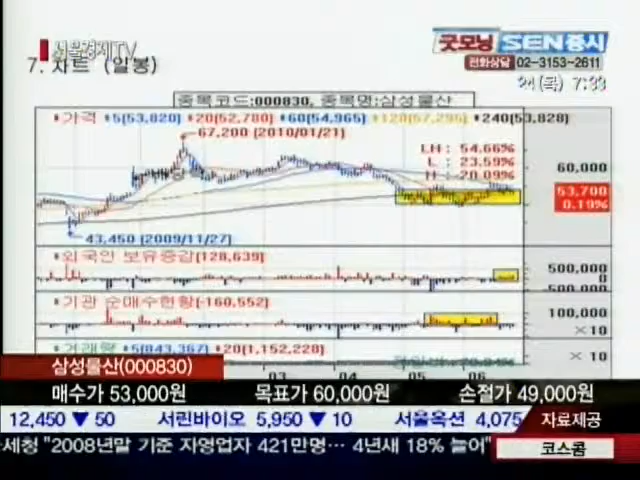 서울경제TV
굿모닝 SEN증시
전화상담 02-3153-2611
24(목) 7:33
7. 차트 (일봉)
종목코드:000830, 종목명:삼성물산
가격 5(53,820) 20(52,780) 60(54,965) 120(57,295) 240(53,828)
67,200 (2010/01/21)
LH : 54.66%
L : 23.59%
H : -20.09%
60,000
53,700
0.19%
43,450 (2009/11/27)
외국인 보유증감(128,639)
500,000
0
500,000
기관 순매수현황(-160,552)
100,000
×10
거래량 5(843,367) 20(1,152,228)
×10
03 04 05 06
삼성물산(000830)
매수가 53,000원 목표가 60,000원 손절가 49,000원
12,450 ▼ 50 서린바이오 5,950 ▼ 10 서울옥션 4,075
자료제공
세청 "2008년말 기준 자영업자 421만명… 4년새 18% 늘어"
코스콤